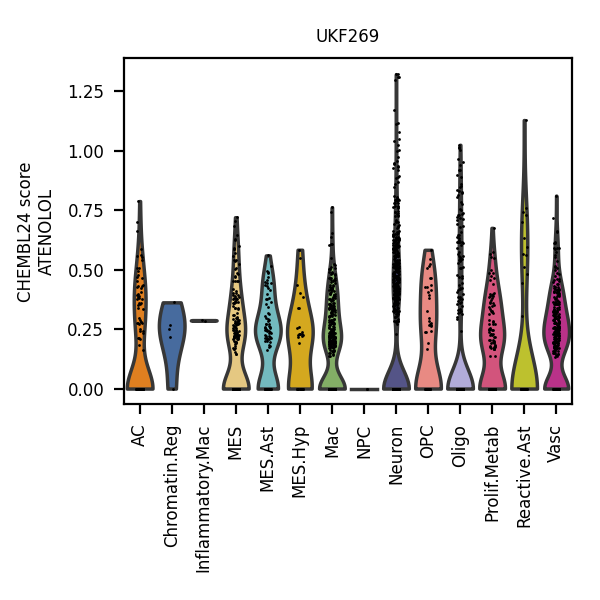 UKF269
CHEMBL24 score
ATENOLOL
1.25
1.00
0.75
0.50
0.25
0.00
AC
Chromatin.Reg
Inflammatory.Mac
MES
MES.Ast
MES.Hyp
Mac
NPC
Neuron
OPC
Oligo
Prolif.Metab
Reactive.Ast
Vasc